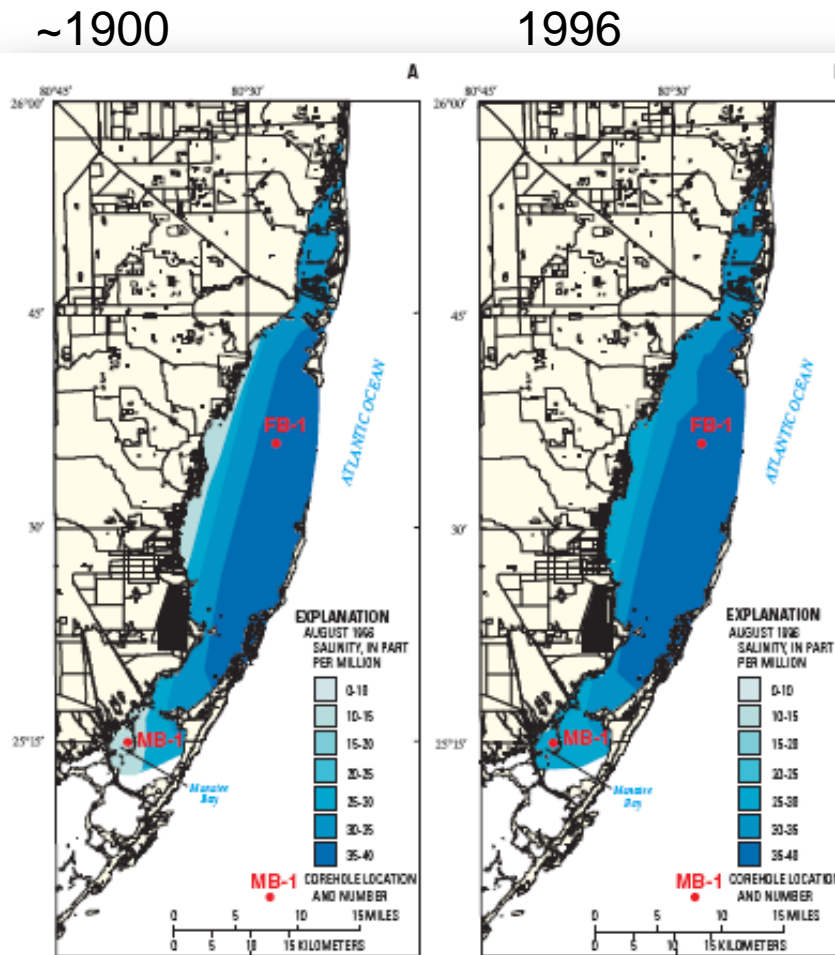 ~1900
1996
A
80°45'
80°30'
26°00'
45'
30'
25°15'
FB-1
ATLANTIC OCEAN
MB-1
Manatee
Bay
EXPLANATION
AUGUST 1996
SALINITY, IN PART
PER MILLION
0-10
10-15
15-20
20-25
25-30
30-35
35-40
MB-1
COREHOLE LOCATION
AND NUMBER
0 5 10 15 MILES
0 5 10 15 KILOMETERS
80°45'
80°30'
26°00'
45'
30'
25°15'
FB-1
ATLANTIC OCEAN
MB-1
Manatee
Bay
EXPLANATION
AUGUST 1996
SALINITY, IN PART
PER MILLION
0-10
10-15
15-20
20-25
25-30
30-35
35-40
MB-1
COREHOLE LOCATION
AND NUMBER
0 5 10 15 MILES
0 5 10 15 KILOMETERS